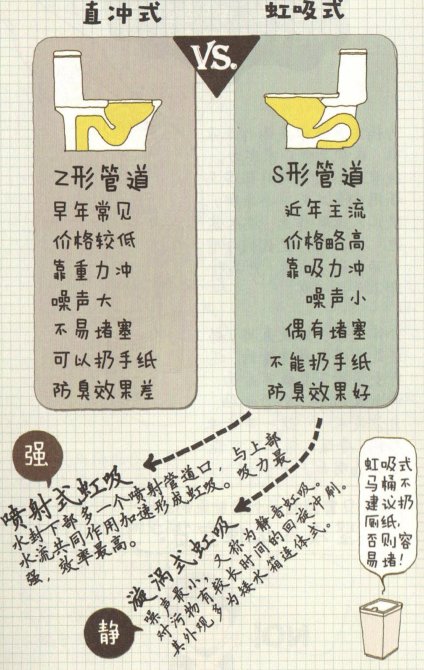 直冲式
VS.
虹吸式
Z形管道
早年常见
价格较低
靠重力冲
噪声大
不易堵塞
可以扔手纸
防臭效果差
S形管道
近年主流
价格略高
靠吸力冲
噪声小
偶有堵塞
不能扔手纸
防臭效果好
强
喷射式虹吸
水封下部多一个喷射管道口，与上部
水流共同作用加速形成虹吸。吸力最
强，效率最高。
静
漩涡式虹吸
噪声最小，又称为静音虹吸。
对污物有较长时间的回旋冲刷。
其外观多为矮水箱连体式。
虹吸式
马桶不
建议扔
厕纸，
否则容
易堵！